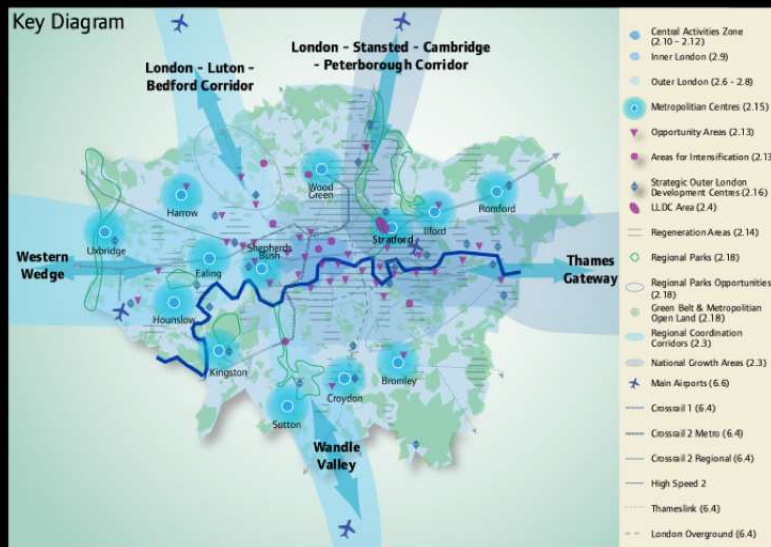 Key Diagram
London - Luton -
Bedford Corridor
London - Stansted - Cambridge
- Peterborough Corridor
Wood
Green
Harrow
Romford
Ilford
Stratford
Uxbridge
Shepherds
Bush
Ealing
Western
Wedge
Thames
Gateway
Hounslow
Kingston
Bromley
Croydon
Sutton
Wandle
Valley
Central Activities Zone
(2.10 - 2.12)
Inner London (2.9)
Outer London (2.6 - 2.8)
Metropolitan Centres (2.15)
Opportunity Areas (2.13)
Areas for Intensification (2.13
Strategic Outer London
Development Centres (2.16)
LLDC Area (2.4)
Regeneration Areas (2.14)
Regional Parks (2.18)
Regional Parks Opportunities
(2.18)
Green Belt & Metropolitan
Open Land (2.18)
Regional Coordination
Corridors (2.3)
National Growth Areas (2.3)
Main Airports (6.6)
Crossrail 1 (6.4)
Crossrail 2 Metro (6.4)
Crossrail 2 Regional (6.4)
High Speed 2
Thameslink (6.4)
London Overground (6.4)